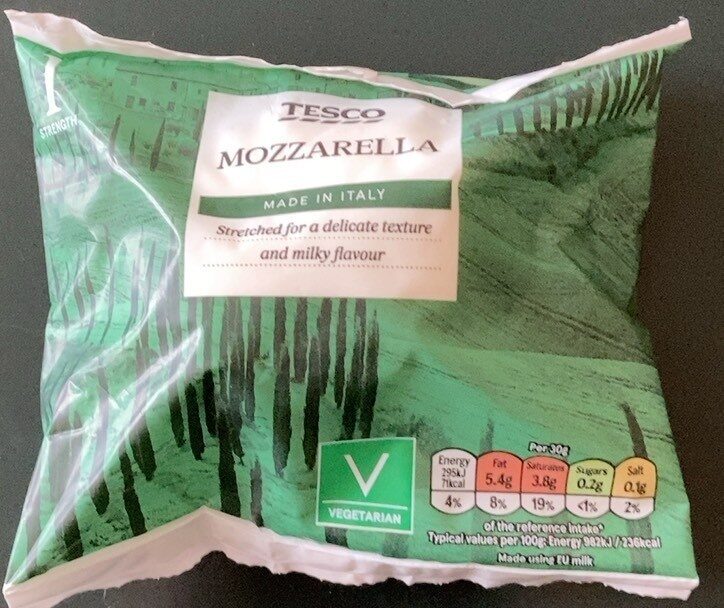 1
STRENGTH
TESCO
MOZZARELLA
MADE IN ITALY
Stretched for a delicate texture
and milky flavour
V
VEGETARIAN
Per 30g
Energy Fat Saturates Sugars Salt
295kJ
71kcal 5.4g 3.8g 0.2g 0.1g
4% 8% 19% <1% 2%
of the reference intake*
Typical values per 100g: Energy 982kJ / 236kcal
Made using EU milk